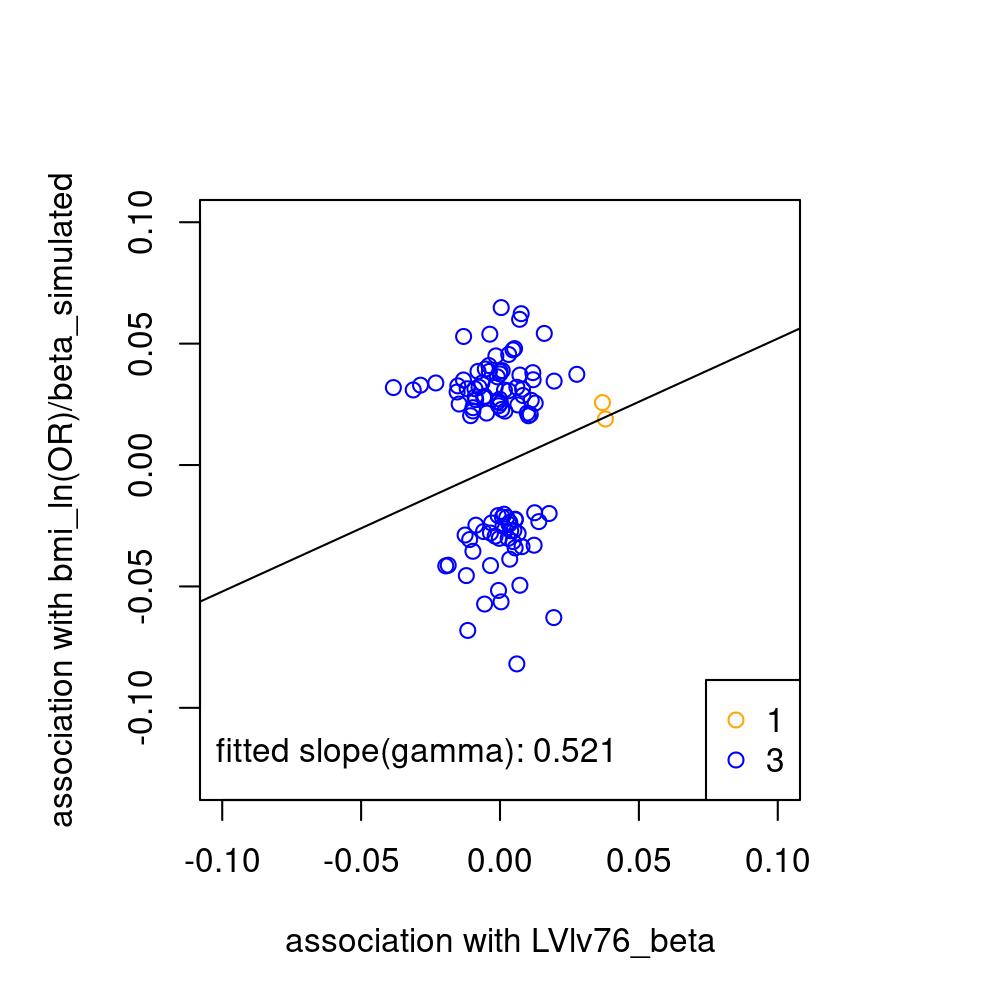 association with bmi_ln(OR)/beta_simulated
0.10
0.05
0.00
-0.05
-0.10
fitted slope(gamma): 0.521
1
3
-0.10 -0.05 0.00 0.05 0.10
association with LVlv76_beta